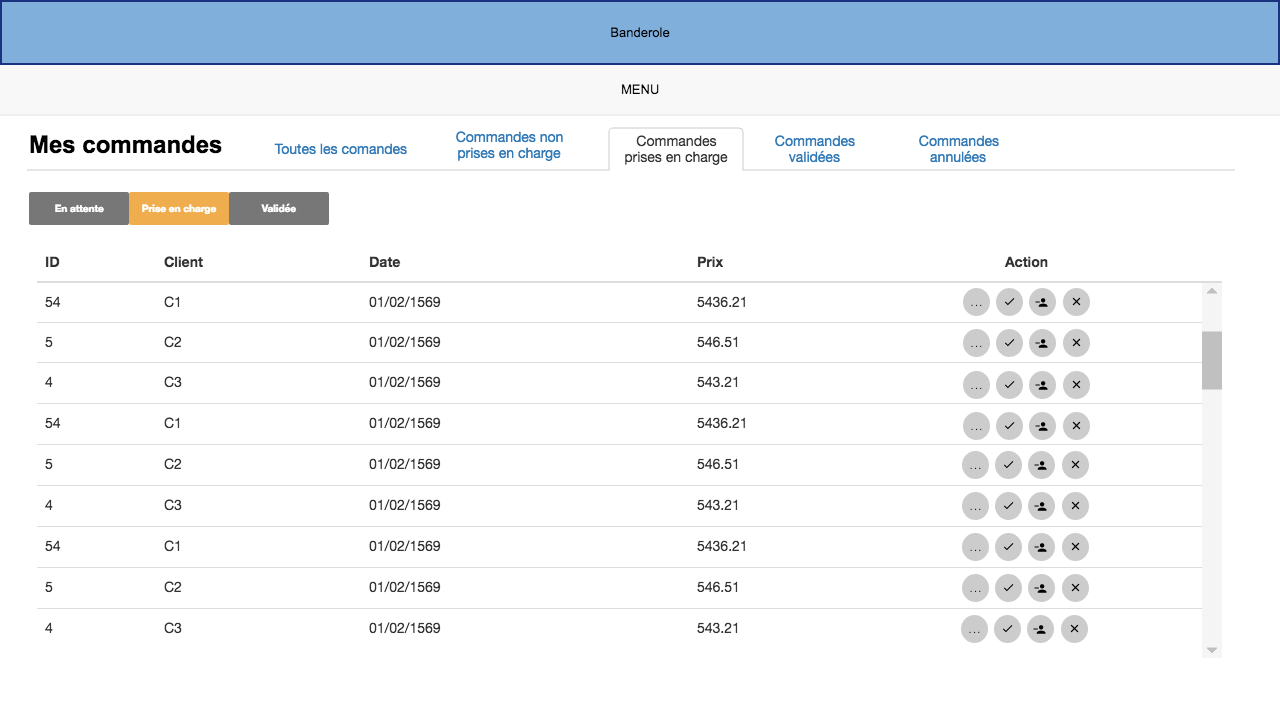 Banderole
MENU
Mes commandes
Toutes les comandes
Commandes non
prises en charge
Commandes
prises en charge
Commandes
validées
Commandes
annulées
En attente Prise en charge Validée
ID Client Date Prix Action
54 C1 01/02/1569 5436.21 ...
5 C2 01/02/1569 546.51 ...
4 C3 01/02/1569 543.21 ...
54 C1 01/02/1569 5436.21 ...
5 C2 01/02/1569 546.51 ...
4 C3 01/02/1569 543.21 ...
54 C1 01/02/1569 5436.21 ...
5 C2 01/02/1569 546.51 ...
4 C3 01/02/1569 543.21 ...